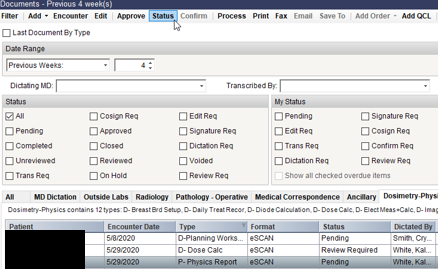 Documents - Previous 4 week(s)
Filter Add Encounter Edit Approve Status Confirm Process Print Fax Email Save To Add Order Add QCL
Last Document By Type
Date Range
Previous Weeks: 4
Dictating MD: Transcribed By:
Status My Status
All Cosign Req Edit Req Pending Signature Req
Pending Approved Signature Req Edit Req Cosign Req
Completed Closed Dictation Req Trans Req Confirm Req
Unreviewed Reviewed Voided Dictation Req Review Req
Trans Req On Hold Review Req Show all checked overdue items
All MD Dictation Outside Labs Radiology Pathology - Operative Medical Correspondence Ancillary Dosimetry-Physi
Dosimetry-Physics contains 12 types: D- Breast Brd Setup, D- Daily Treat Recor, D- Diode Calculation, D- Dose Calc, D- Elect Meas+Calc, D- Imag
Patient Encounter Date Type Format Status Dictated By
5/8/2020 D-Planning Works... eSCAN Pending Smith, Cry...
5/29/2020 D- Dose Calc eSCAN Review Required White, Kal...
5/29/2020 P- Physics Report eSCAN Pending White, Kal...